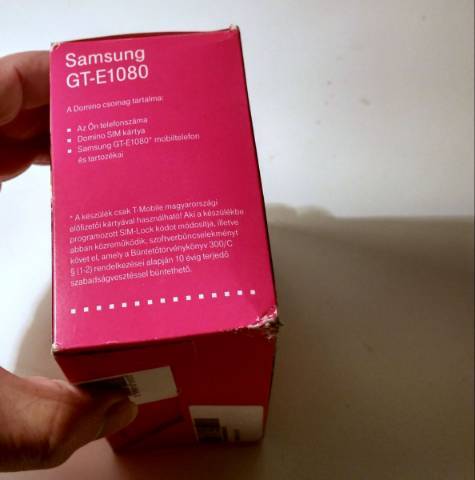 Samsung
GT-E1080
A Domino csomag tartalma:
Az Ön telefonszáma
Domino SIM kártya
Samsung GT-E1080* mobiltelefon
és tartozékai
* A készülék csak T-Mobile magyarországi
előfizetői kártyával használható! Aki a készülékbe
programozott SIM-Lock kódot módosítja, illetve
abban közreműködik, szoftverbűncselekményt
követ el, amely a Büntetőtörvénykönyv 300/C
§ (1-2) rendelkezései alapján 10 évig terjedő
szabadságvesztéssel büntethető.